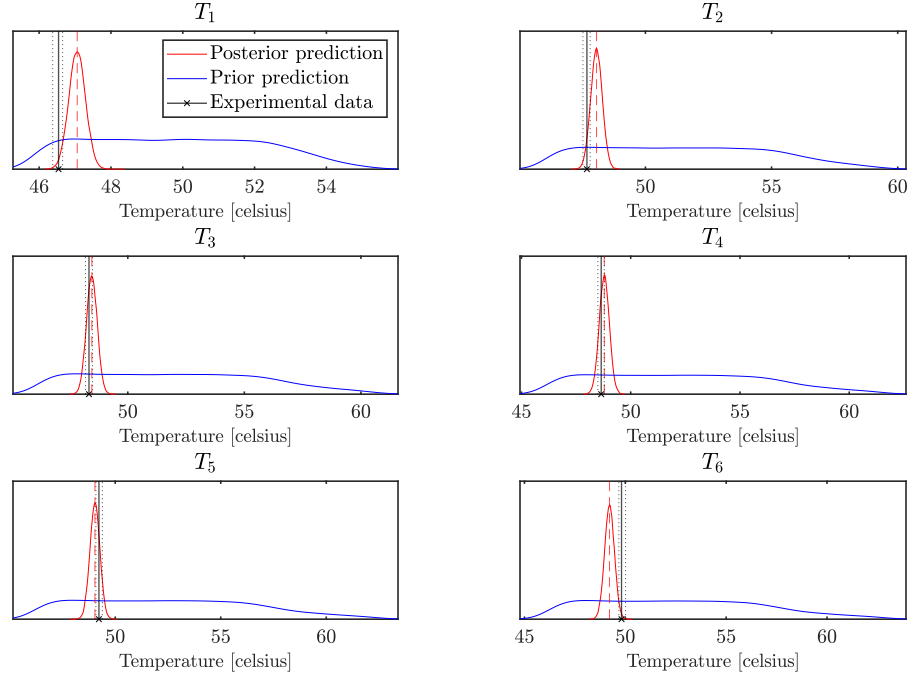 T1
Posterior prediction
Prior prediction
Experimental data
46 48 50 52 54
Temperature [celsius]
T2
50 55 60
Temperature [celsius]
T3
50 55 60
Temperature [celsius]
T4
45 50 55 60
Temperature [celsius]
T5
50 55 60
Temperature [celsius]
T6
45 50 55 60
Temperature [celsius]